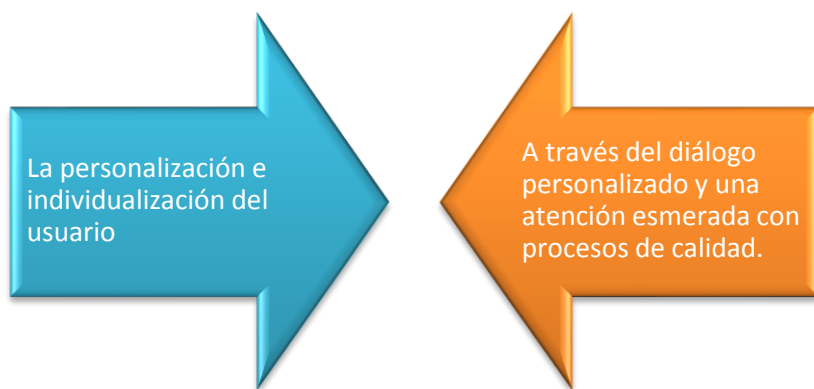 La personalización e
individualización del
usuario
A través del diálogo
personalizado y una
atención esmerada con
procesos de calidad.